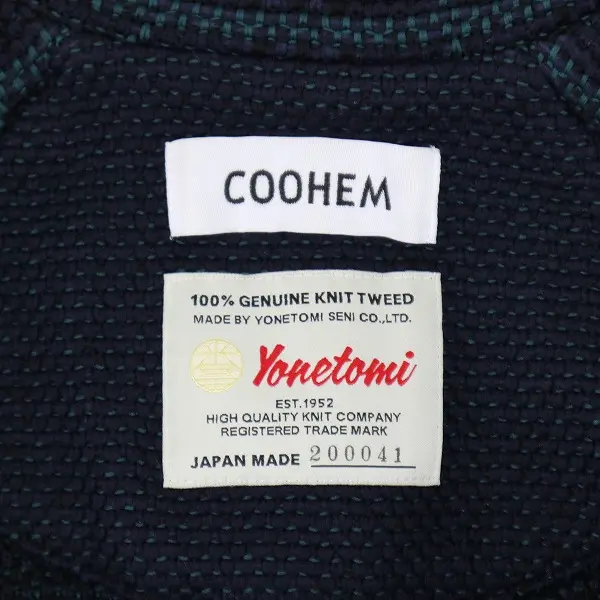 COOHEM
100% GENUINE KNIT TWEED
MADE BY YONETOMI SENI CO.,LTD.
Yonetomi
EST.1952
HIGH QUALITY KNIT COMPANY
REGISTERED TRADE MARK
JAPAN MADE 200041